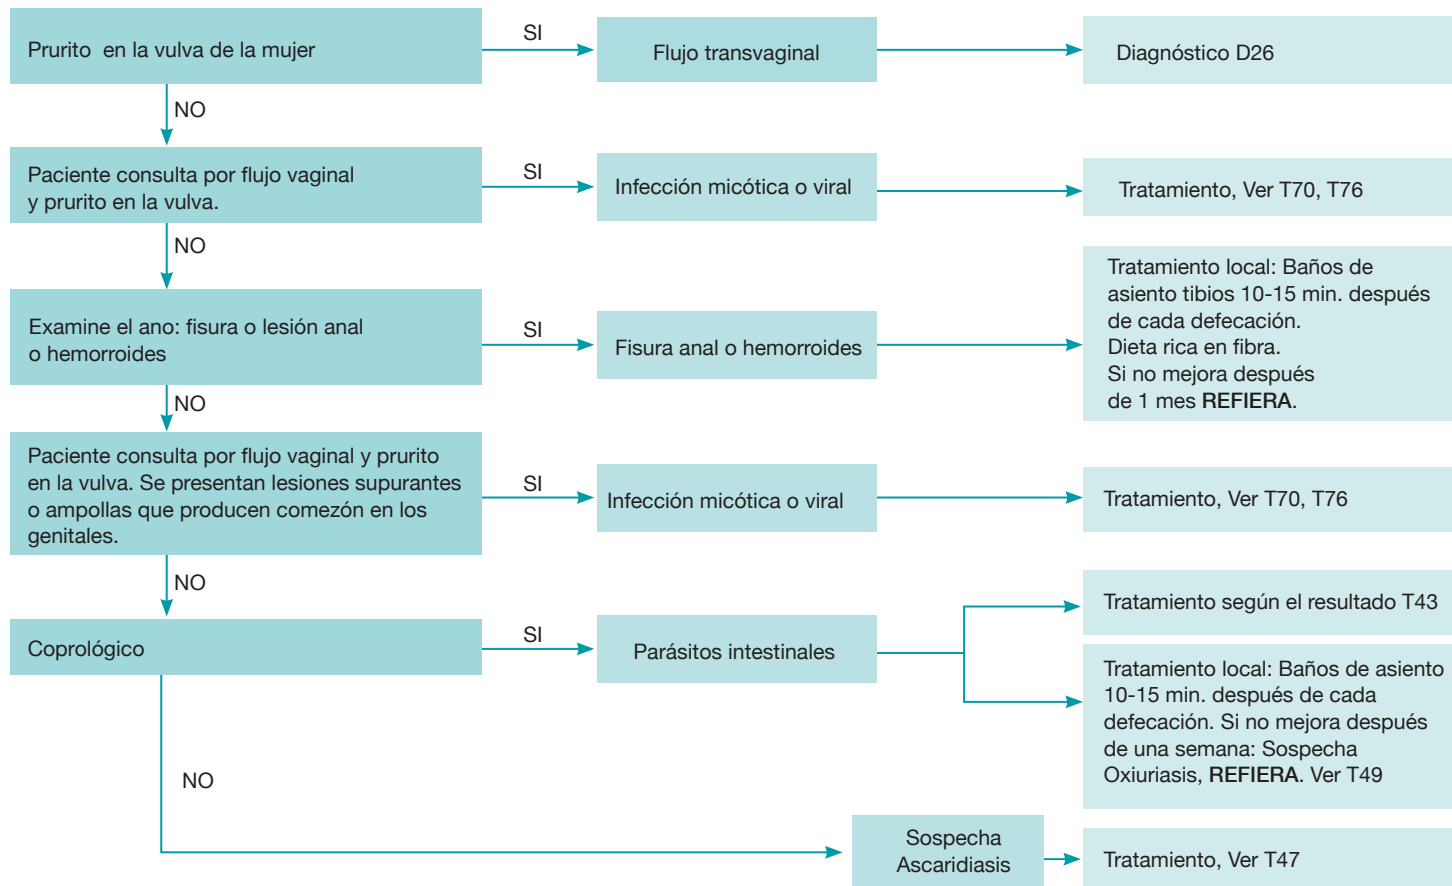 Prurito en la vulva de la mujer
SI
Flujo transvaginal
Diagnóstico D26
NO
Paciente consulta por flujo vaginal
y prurito en la vulva.
SI
Infección micótica o viral
Tratamiento, Ver T70, T76
NO
Examine el ano: fisura o lesión anal
o hemorroides
SI
Fisura anal o hemorroides
Tratamiento local: Baños de
asiento tibios 10-15 min. después
de cada defecación.
Dieta rica en fibra.
Si no mejora después
de 1 mes REFIERA.
NO
Paciente consulta por flujo vaginal y prurito
en la vulva. Se presentan lesiones supurantes
o ampollas que producen comezón en los
genitales.
SI
Infección micótica o viral
Tratamiento, Ver T70, T76
NO
Coprológico
SI
Parásitos intestinales
Tratamiento según el resultado T43
Tratamiento local: Baños de asiento
10-15 min. después de cada
defecación. Si no mejora después
de una semana: Sospecha
Oxiuriasis, REFIERA. Ver T49
NO
Sospecha
Ascaridiasis
Tratamiento, Ver T47